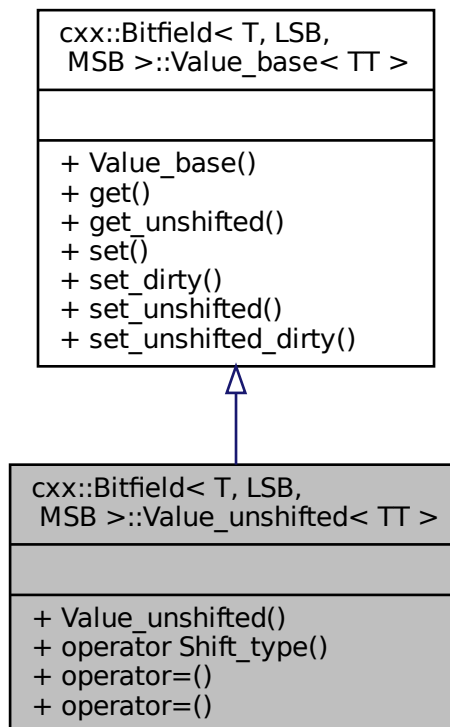 cxx::Bitfield< T, LSB,
MSB >::Value_base< TT >
+ Value_base()
+ get()
+ get_unshifted()
+ set()
+ set_dirty()
+ set_unshifted()
+ set_unshifted_dirty()
cxx::Bitfield< T, LSB,
MSB >::Value_unshifted< TT >
+ Value_unshifted()
+ operator Shift_type()
+ operator=()
+ operator=()